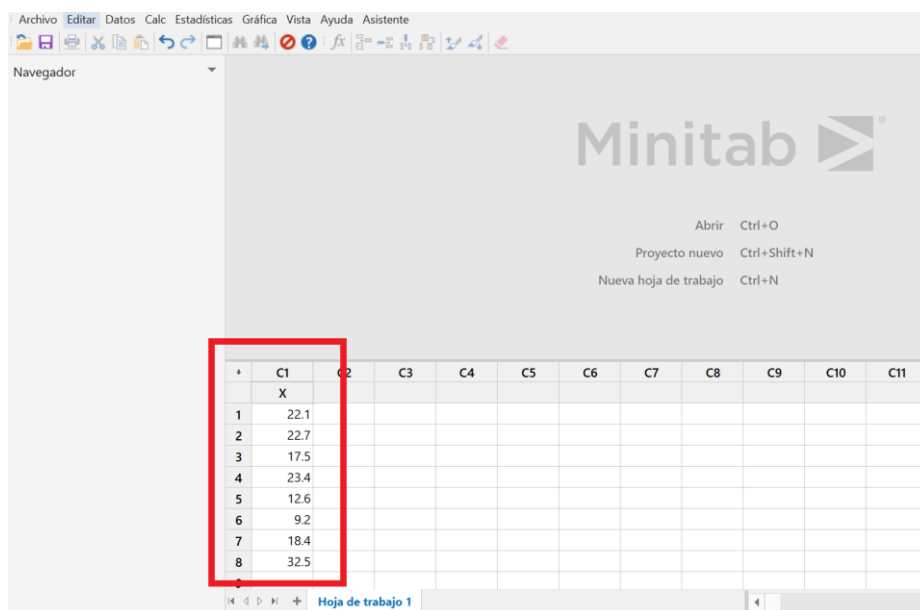 Archivo Editar Datos Calc Estadísticas Gráfica Vista Ayuda Asistente
fx
Navegador
Minitab
Abrir Ctrl+O
Proyecto nuevo Ctrl+Shift+N
Nueva hoja de trabajo Ctrl+N
C1 C2 C3 C4 C5 C6 C7 C8 C9 C10 C11
X
1 22.1
2 22.7
3 17.5
4 23.4
5 12.6
6 9.2
7 18.4
8 32.5
Hoja de trabajo 1